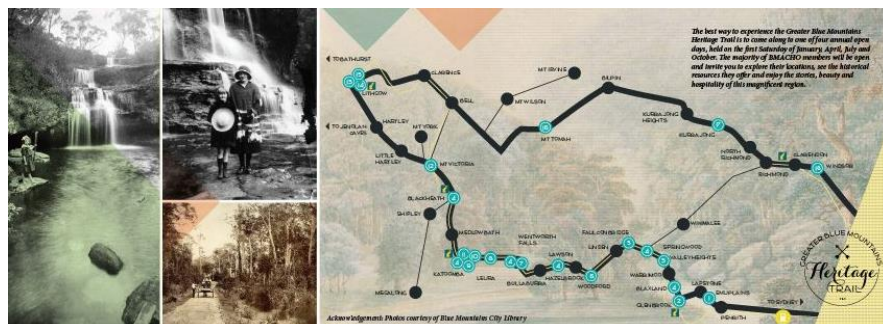 The best way to experience the Greater Blue Mountains
Heritage Trail is to come along to one of four annual open
days, held on the first Saturday of January, April, July and
October. The majority of BMACHO members will be open
and invite you to explore their locations, see the historical
resources they offer and enjoy the stories, beauty and
hospitality of this magnificent region.
TO BATHURST
LITHGOW
CLARENCE
BELL
MT IRVINE
MT WILSON
BILPIN
MT TOMAH
KURRAJONG
HEIGHTS
KURRAJONG
NORTH
RICHMOND
RICHMOND
CLARENDON
WINDSOR
TO JENOLAN
CAVES
HARTLEY
MT YORK
LITTLE
HARTLEY
MT VICTORIA
BLACKHEATH
SHIPLEY
MEDLOW BATH
MEGALONG
KATOOMBA
LEURA
WENTWORTH
FALLS
BULLABURRA
LAWSON
HAZELBROOK
WOODFORD
LINDEN
FAULCONBRIDGE
SPRINGWOOD
WINMALEE
VALLEY HEIGHTS
WARRIMOO
BLAXLAND
GLENBROOK
LAPSTONE
EMU PLAINS
PENRITH
TO SYDNEY
GREATER BLUE MOUNTAINS
Heritage
TRAIL
Acknowledgement: Photos courtesy of Blue Mountains City Library